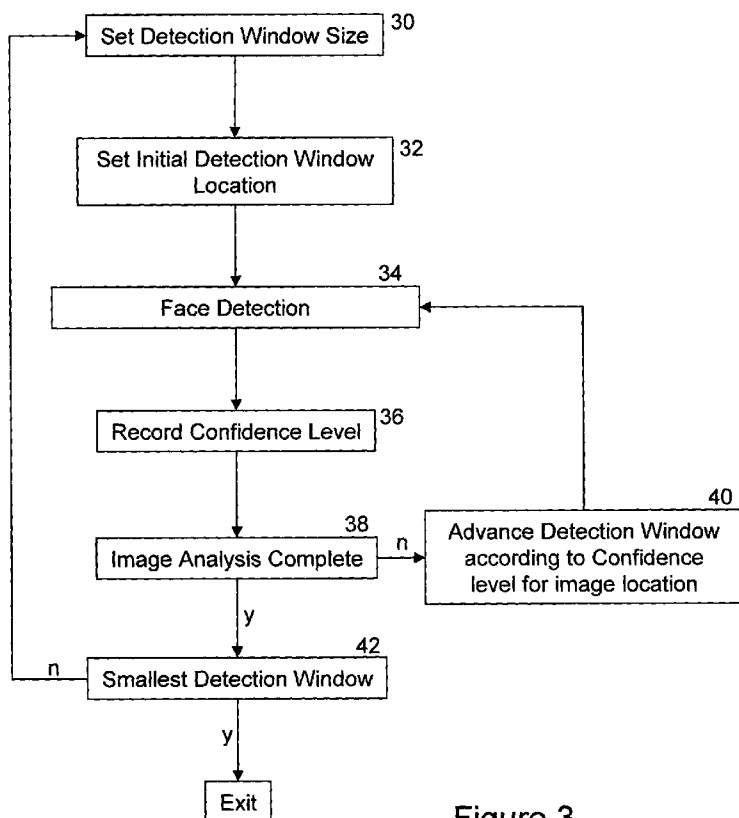 Set Detection Window Size
30
Set Initial Detection Window
Location
32
34
Face Detection
Record Confidence Level
36
38
Image Analysis Complete
n
40
Advance Detection Window
according to Confidence
level for image location
y
42
n
Smallest Detection Window
y
Exit
Figure 3